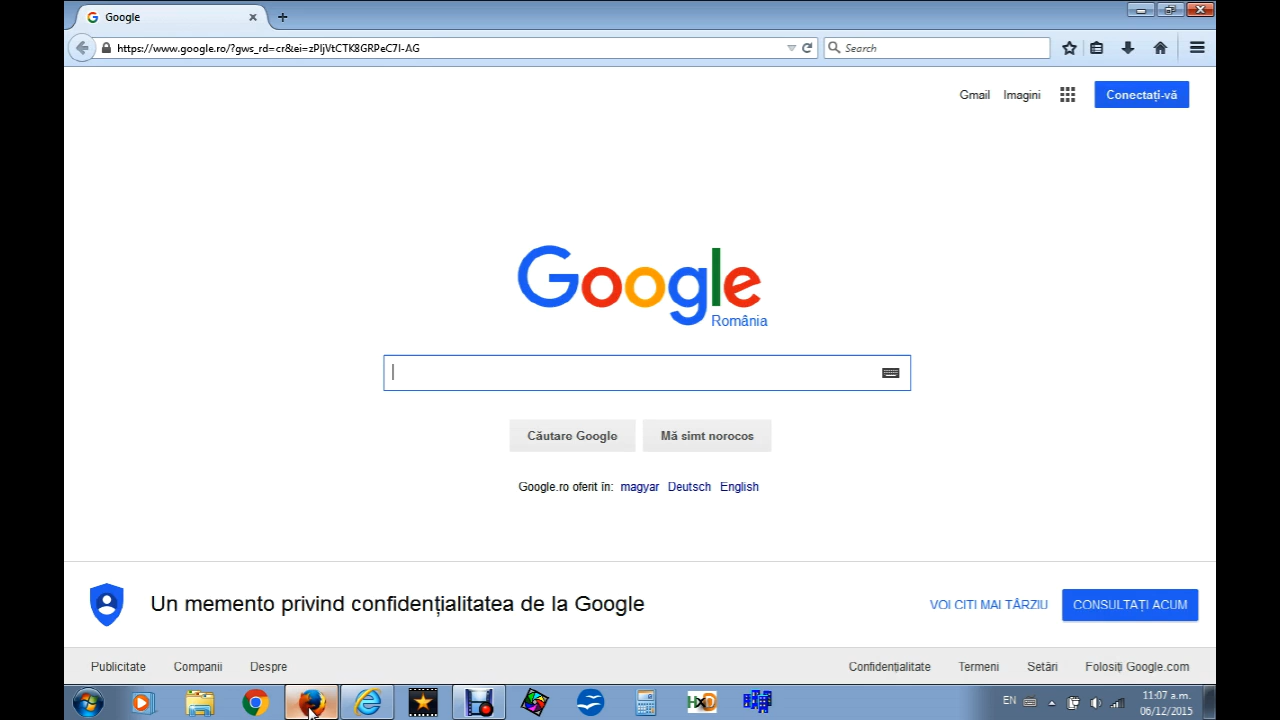 Google
https://www.google.ro/?gws_rd=cr&ei=zPljVtCTK8GRPeC7I-AG
Search
Gmail Imagini Conectați-vă
Google
România
Căutare Google Mă simt norocos
Google.ro oferit în: magyar Deutsch English
Un memento privind confidențialitatea de la Google VOI CITI MAI TÂRZIU CONSULTAȚI ACUM
Publicitate Companii Despre Confidențialitate Termeni Setări Folosiți Google.com
HxD
EN 11:07 a.m.
06/12/2015